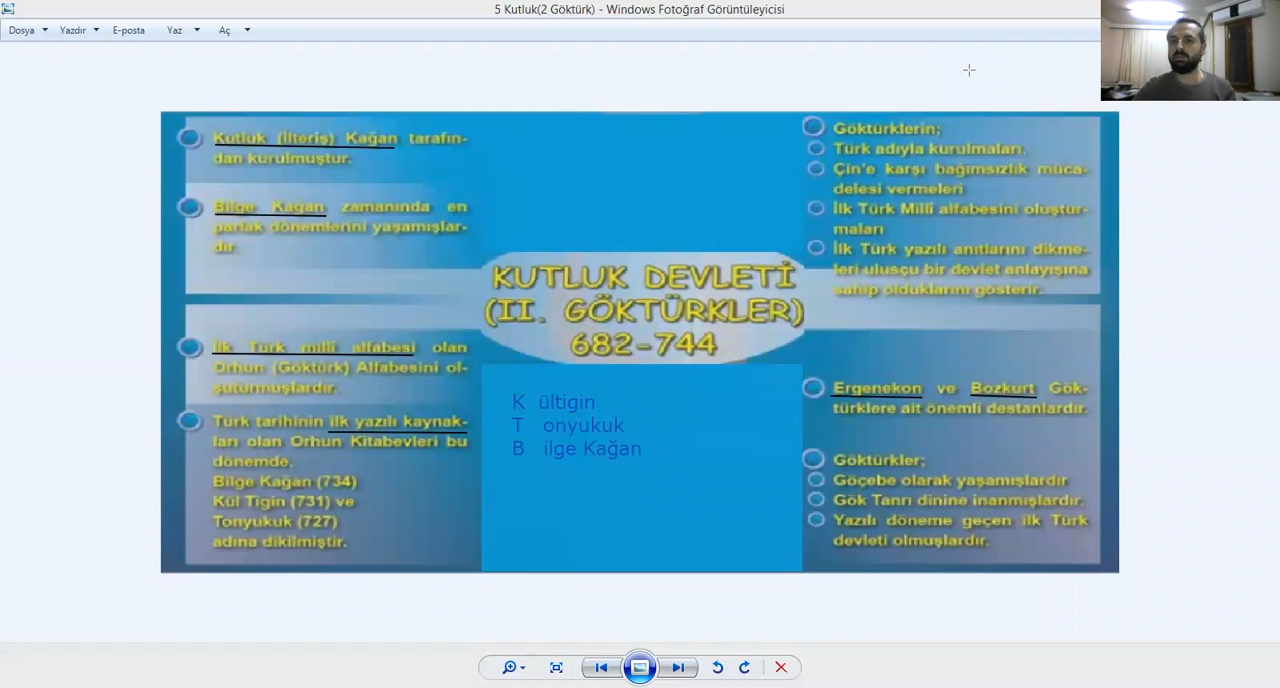 5 Kutluk(2 Göktürk) - Windows Fotoğraf Görüntüleyicisi
Dosya Yazdır E-posta Yaz Aç
Kutluk (İlteriş) Kağan tarafın-
dan kurulmuştur.
Bilge Kağan zamanında en
parlak dönemlerini yaşamışlar-
dır.
İlk Türk millî alfabesi olan
Orhun (Göktürk) Alfabesini ol-
şuturmuşlardır.
Türk tarihinin ilk yazılı kaynak-
ları olan Orhun Kitabevleri bu
dönemde.
Bilge Kağan (734)
Kül Tigin (731) ve
Tonyukuk (727)
adına dikilmiştir.
KUTLUK DEVLETİ
(II. GÖKTÜRKLER)
682-744
K ültigin
T onyukuk
B ilge Kağan
Göktürklerin;
Türk adıyla kurulmaları.
Çin'e karşı bağımsızlık müca-
delesi vermeleri
İlk Türk Millî alfabesini oluştur-
maları
İlk Türk yazılı anıtlarını dikme-
leri ulusçu bir devlet anlayışına
sahip olduklarını gösterir.
Ergenekon ve Bozkurt Gök-
türklere ait önemli destanlardır.
Göktürkler;
Göçebe olarak yaşamışlardır
Gök Tanrı dinine inanmışlardır.
Yazılı döneme geçen ilk Türk
devleti olmuşlardır.